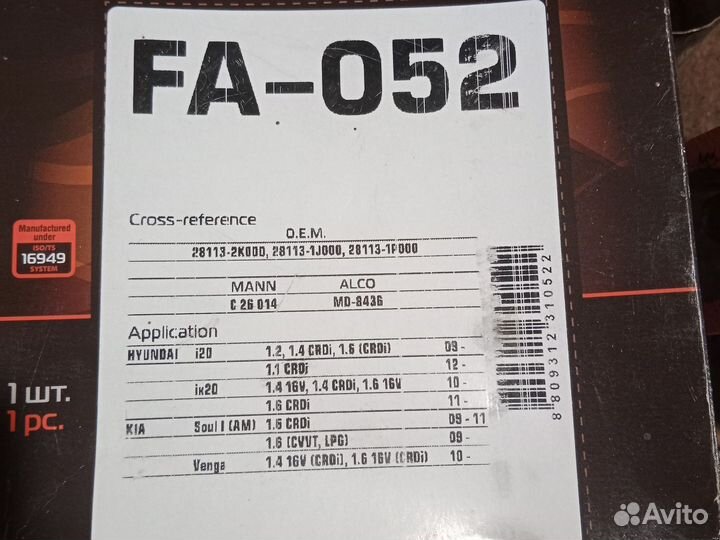 FA-052
Cross-reference
O.E.M.
28113-2K000, 28113-1J000, 28113-1P000
MANN ALCO
C 26 014 MD-8436
Application
HYUNDAI i20 1.2, 1.4 CRDi, 1.6 (CRDi) 09 -
1.1 CRDi 12 -
ix20 1.4 16V, 1.4 CRDi, 1.6 16V 10 -
1.6 CRDi 11 -
KIA Soul I (AM) 1.6 CRDi 09 - 11
1.6 (CVVT, LPG) 09 -
Venga 1.4 16V (CRDi), 1.6 16V (CRDi) 10 -
8 809312 310522
Manufactured
under
ISO/TS
16949
SYSTEM
1 шт.
1 pc.
Avito